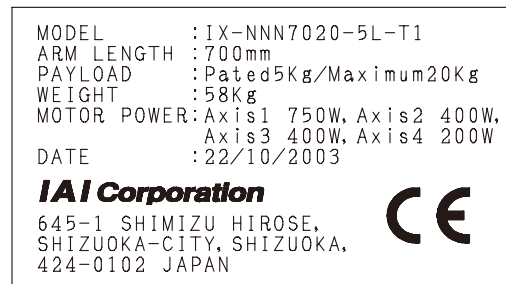 MODEL :IX-NNN7020-5L-T1
ARM LENGTH :700mm
PAYLOAD :Pated5Kg/Maximum20Kg
WEIGHT :58Kg
MOTOR POWER:Axis1 750W,Axis2 400W,
Axis3 400W,Axis4 200W
DATE :22/10/2003
IAI Corporation
CE
645-1 SHIMIZU HIROSE,
SHIZUOKA-CITY,SHIZUOKA,
424-0102 JAPAN